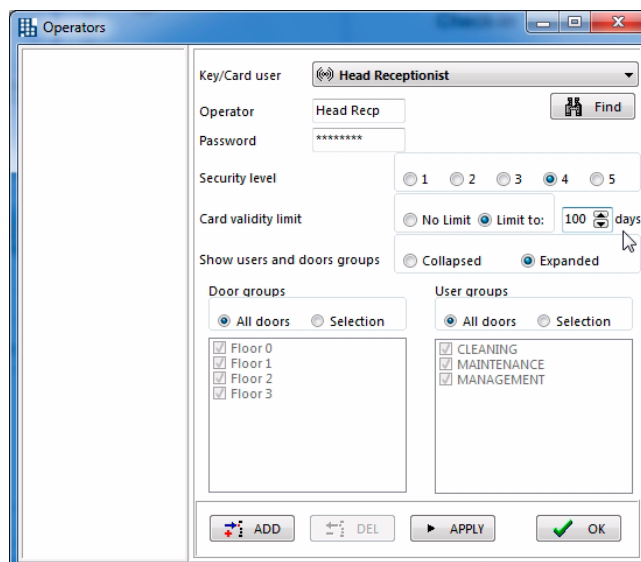 Operators
Key/Card user Head Receptionist
Operator Head Recp Find
Password ********
Security level 1 2 3 4 5
Card validity limit No Limit Limit to: 100 days
Show users and doors groups Collapsed Expanded
Door groups User groups
All doors Selection All doors Selection
Floor 0 CLEANING
Floor 1 MAINTENANCE
Floor 2 MANAGEMENT
Floor 3
ADD DEL APPLY OK